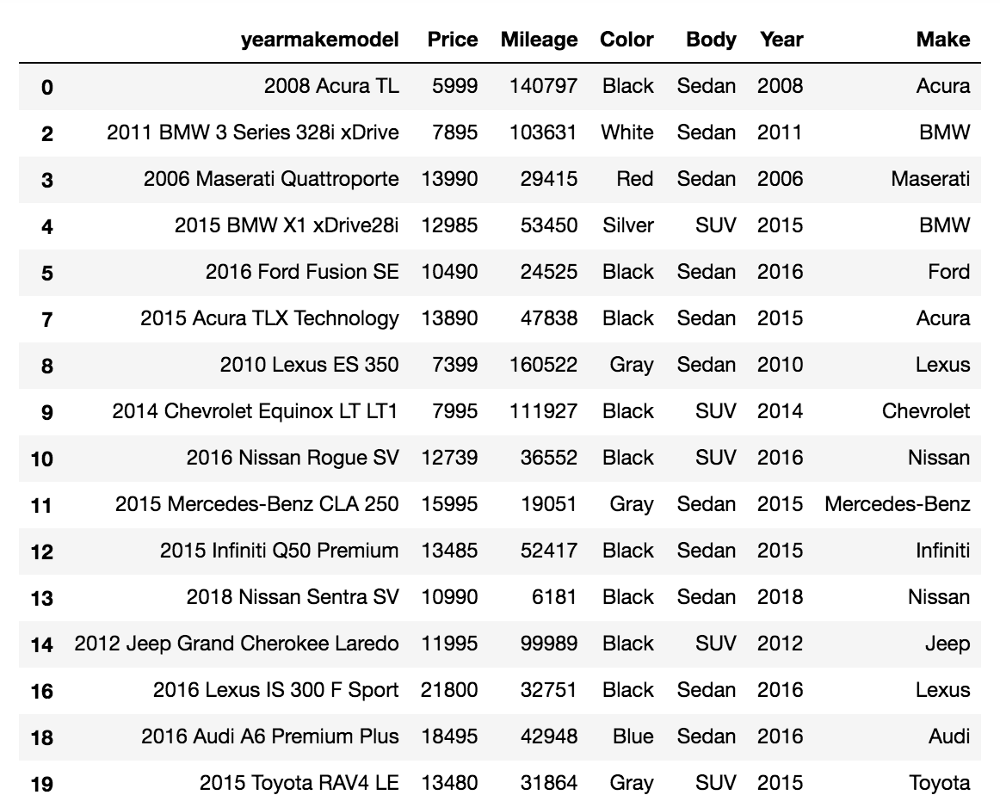 yearmakemodel Price Mileage Color Body Year Make
0 2008 Acura TL 5999 140797 Black Sedan 2008 Acura
2 2011 BMW 3 Series 328i xDrive 7895 103631 White Sedan 2011 BMW
3 2006 Maserati Quattroporte 13990 29415 Red Sedan 2006 Maserati
4 2015 BMW X1 xDrive28i 12985 53450 Silver SUV 2015 BMW
5 2016 Ford Fusion SE 10490 24525 Black Sedan 2016 Ford
7 2015 Acura TLX Technology 13890 47838 Black Sedan 2015 Acura
8 2010 Lexus ES 350 7399 160522 Gray Sedan 2010 Lexus
9 2014 Chevrolet Equinox LT LT1 7995 111927 Black SUV 2014 Chevrolet
10 2016 Nissan Rogue SV 12739 36552 Black SUV 2016 Nissan
11 2015 Mercedes-Benz CLA 250 15995 19051 Gray Sedan 2015 Mercedes-Benz
12 2015 Infiniti Q50 Premium 13485 52417 Black Sedan 2015 Infiniti
13 2018 Nissan Sentra SV 10990 6181 Black Sedan 2018 Nissan
14 2012 Jeep Grand Cherokee Laredo 11995 99989 Black SUV 2012 Jeep
16 2016 Lexus IS 300 F Sport 21800 32751 Black Sedan 2016 Lexus
18 2016 Audi A6 Premium Plus 18495 42948 Blue Sedan 2016 Audi
19 2015 Toyota RAV4 LE 13480 31864 Gray SUV 2015 Toyota